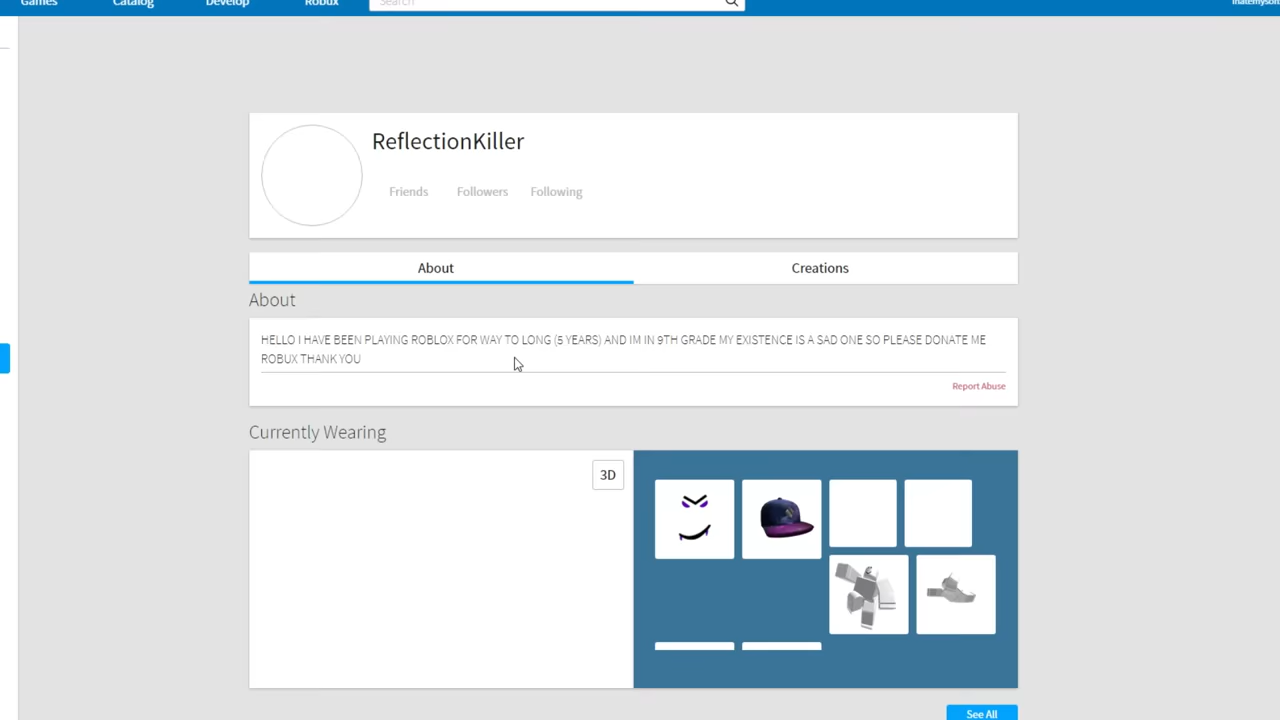 Games Catalog Develop Robux Search
ReflectionKiller
Friends Followers Following
About Creations
About
HELLO I HAVE BEEN PLAYING ROBLOX FOR WAY TO LONG (5 YEARS) AND IM IN 9TH GRADE MY EXISTENCE IS A SAD ONE SO PLEASE DONATE ME
ROBUX THANK YOU
Report Abuse
Currently Wearing
3D
See All